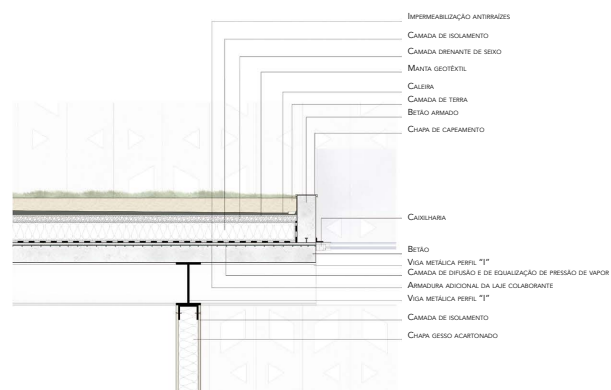 Impermeabilização antirraízes
Camada de isolamento
Camada drenante de seixo
Manta geotêxtil
Caleira
Camada de terra
Betão armado
Chapa de capeamento
Caixilharia
Betão
Viga metálica perfil "I"
Camada de difusão e de equalização de pressão de vapor
Armadura adicional da laje colaborante
Viga metálica perfil "I"
Camada de isolamento
Chapa gesso acartonado